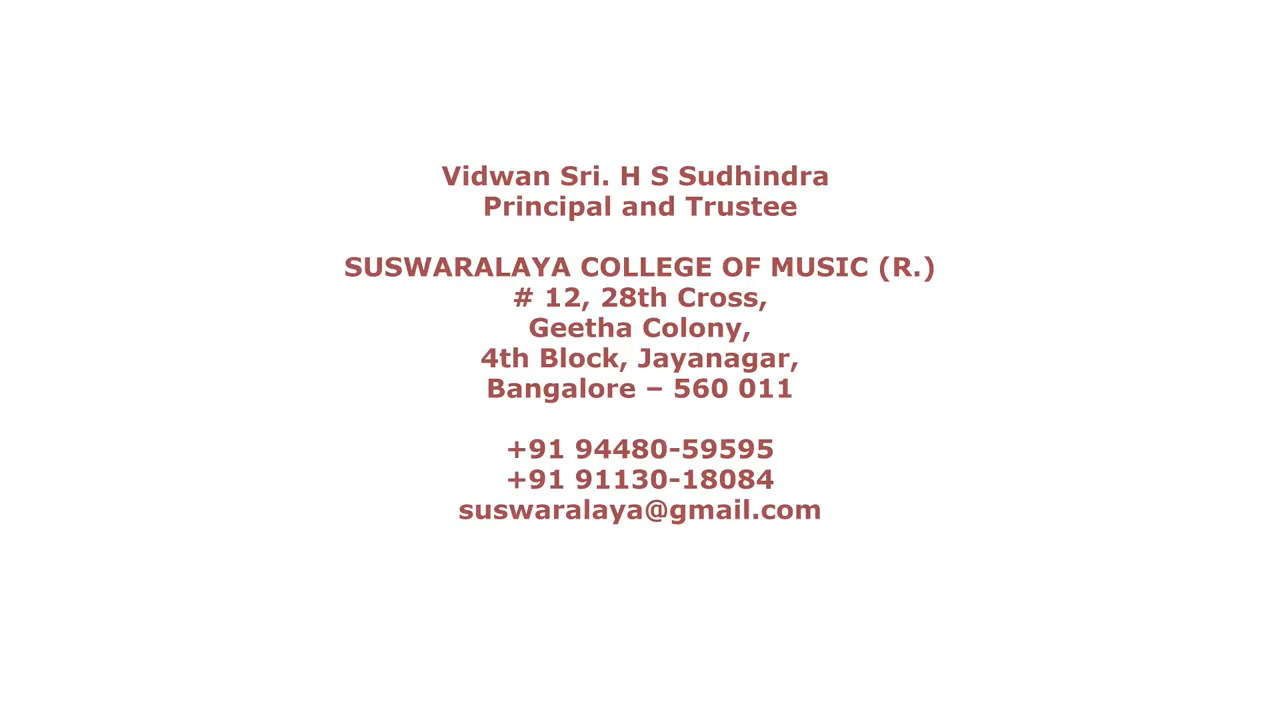 Vidwan Sri. H S Sudhindra
Principal and Trustee
SUSWARALAYA COLLEGE OF MUSIC (R.)
# 12, 28th Cross,
Geetha Colony,
4th Block, Jayanagar,
Bangalore – 560 011
+91 94480-59595
+91 91130-18084
suswaralaya@gmail.com